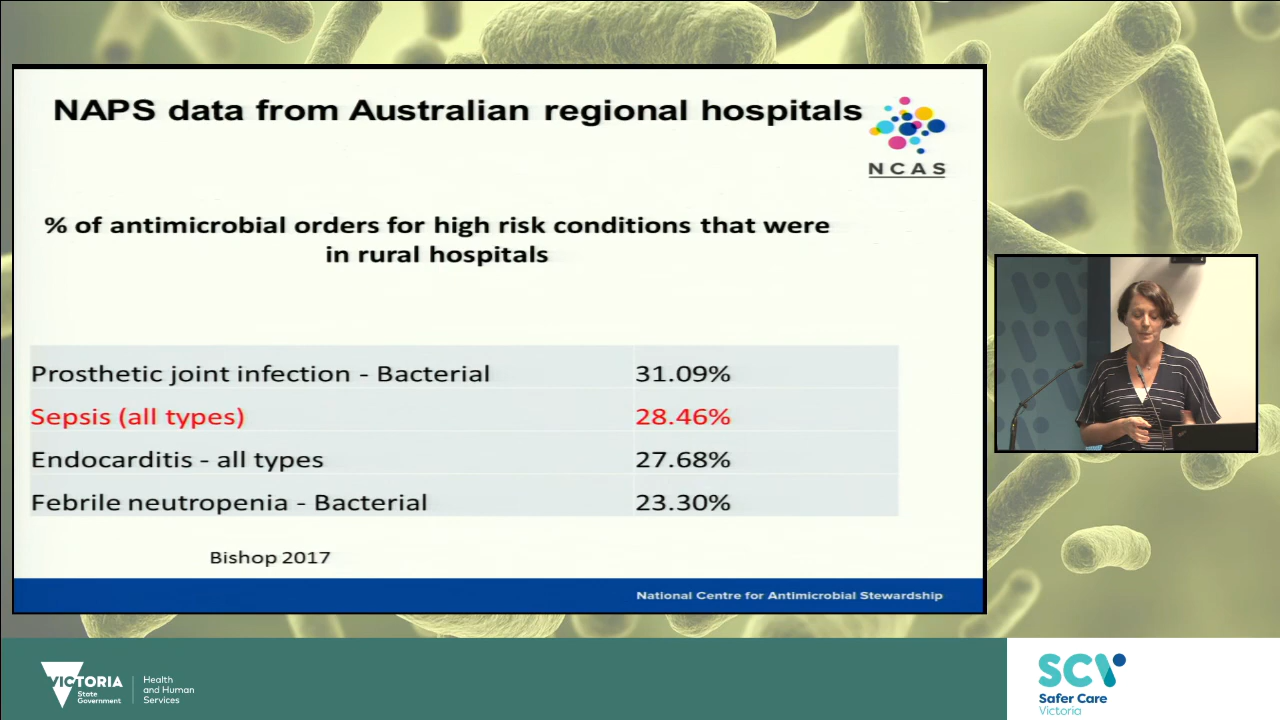 NAPS data from Australian regional hospitals
NCAS
% of antimicrobial orders for high risk conditions that were
in rural hospitals
Prosthetic joint infection - Bacterial 31.09%
Sepsis (all types) 28.46%
Endocarditis - all types 27.68%
Febrile neutropenia - Bacterial 23.30%
Bishop 2017
National Centre for Antimicrobial Stewardship
VICTORIA
State
Government
Health
and Human
Services
SCV
Safer Care
Victoria